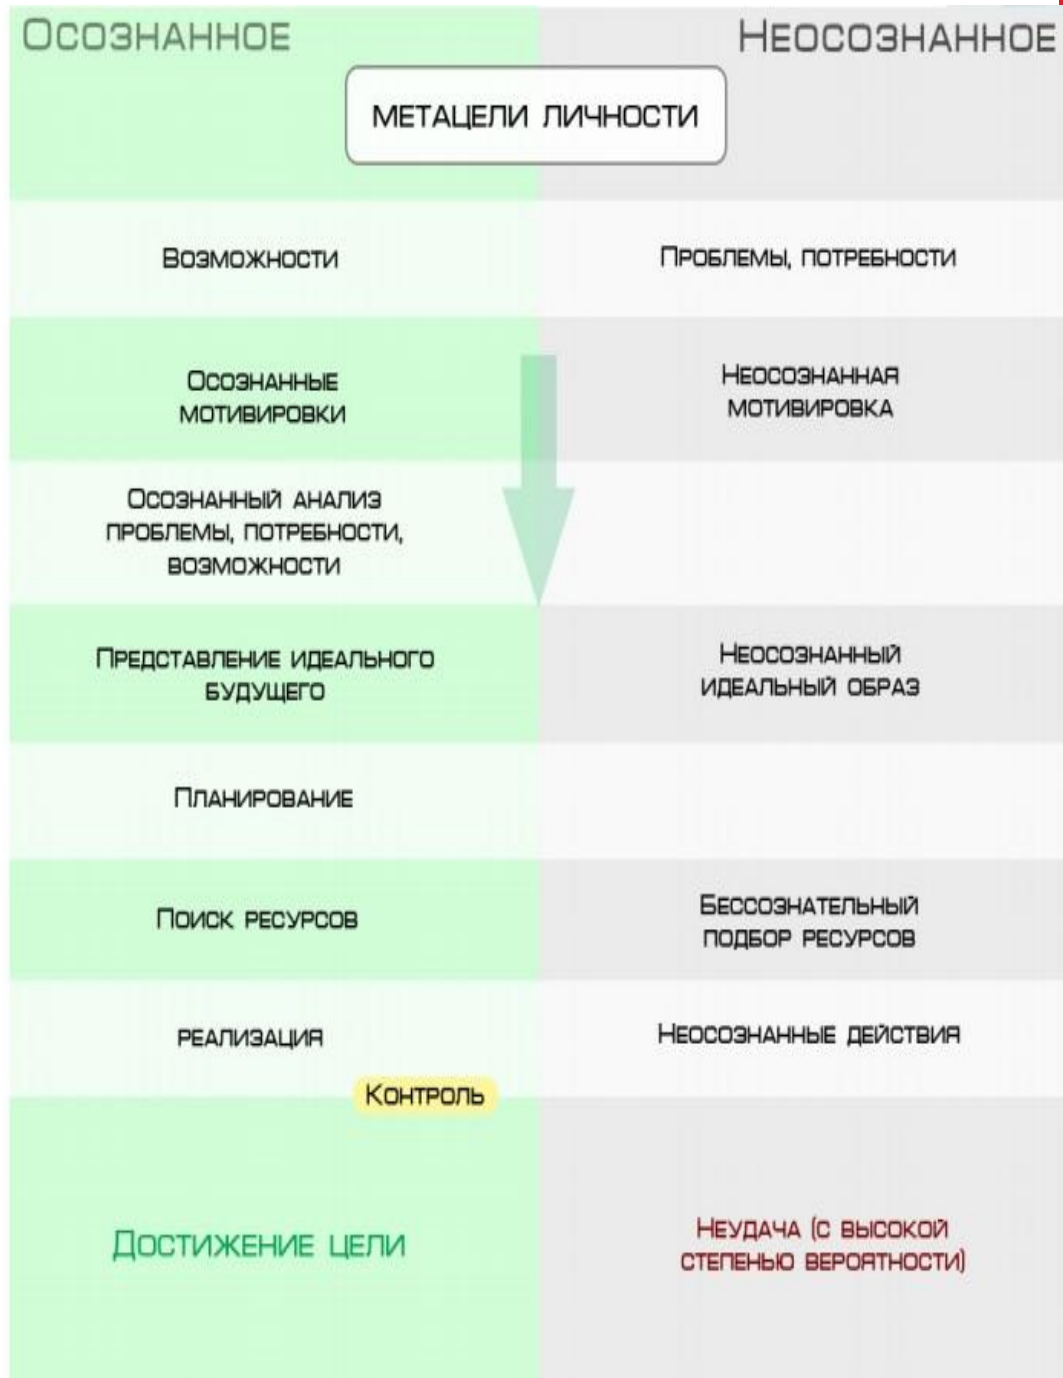 Осознанное
Неосознанное
метацели личности
Возможности
Проблемы, потребности
Осознанные
мотивировки
Неосознанная
мотивировка
Осознанный анализ
проблемы, потребности,
возможности
Представление идеального
будущего
Неосознанный
идеальный образ
Планирование
Поиск ресурсов
Бессознательный
подбор ресурсов
реализация
Неосознанные действия
Контроль
Достижение цели
Неудача (с высокой
степенью вероятности)